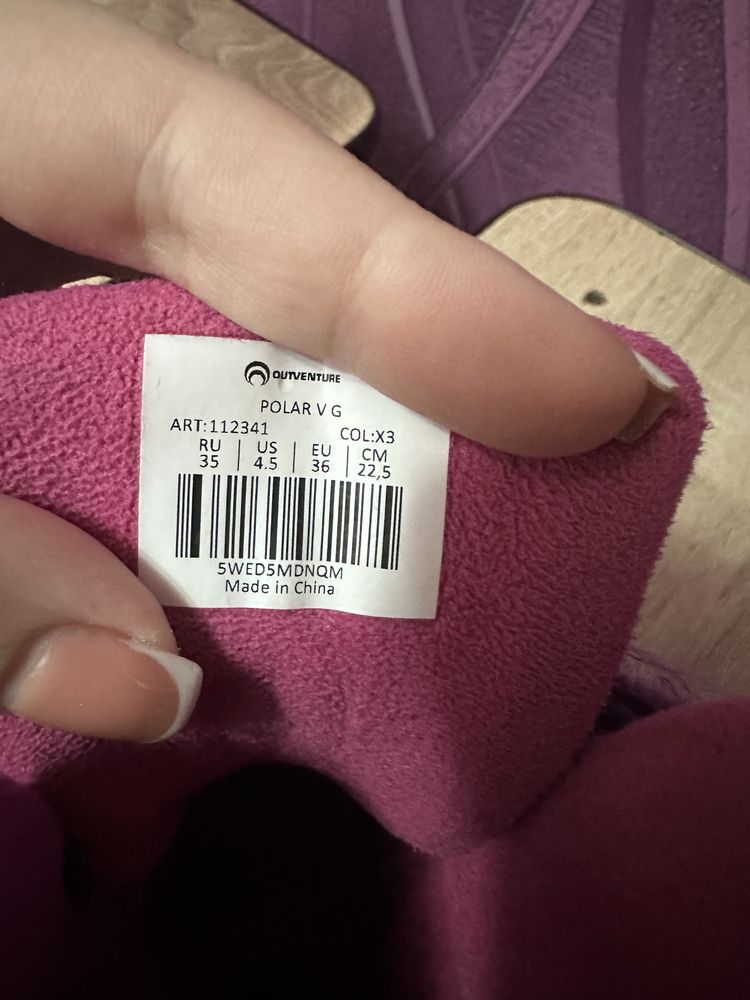 OUTVENTURE
POLAR V G
ART:112341 COL:X3
RU US EU CM
35 4.5 36 22,5
5WED5MDNQM
Made in China